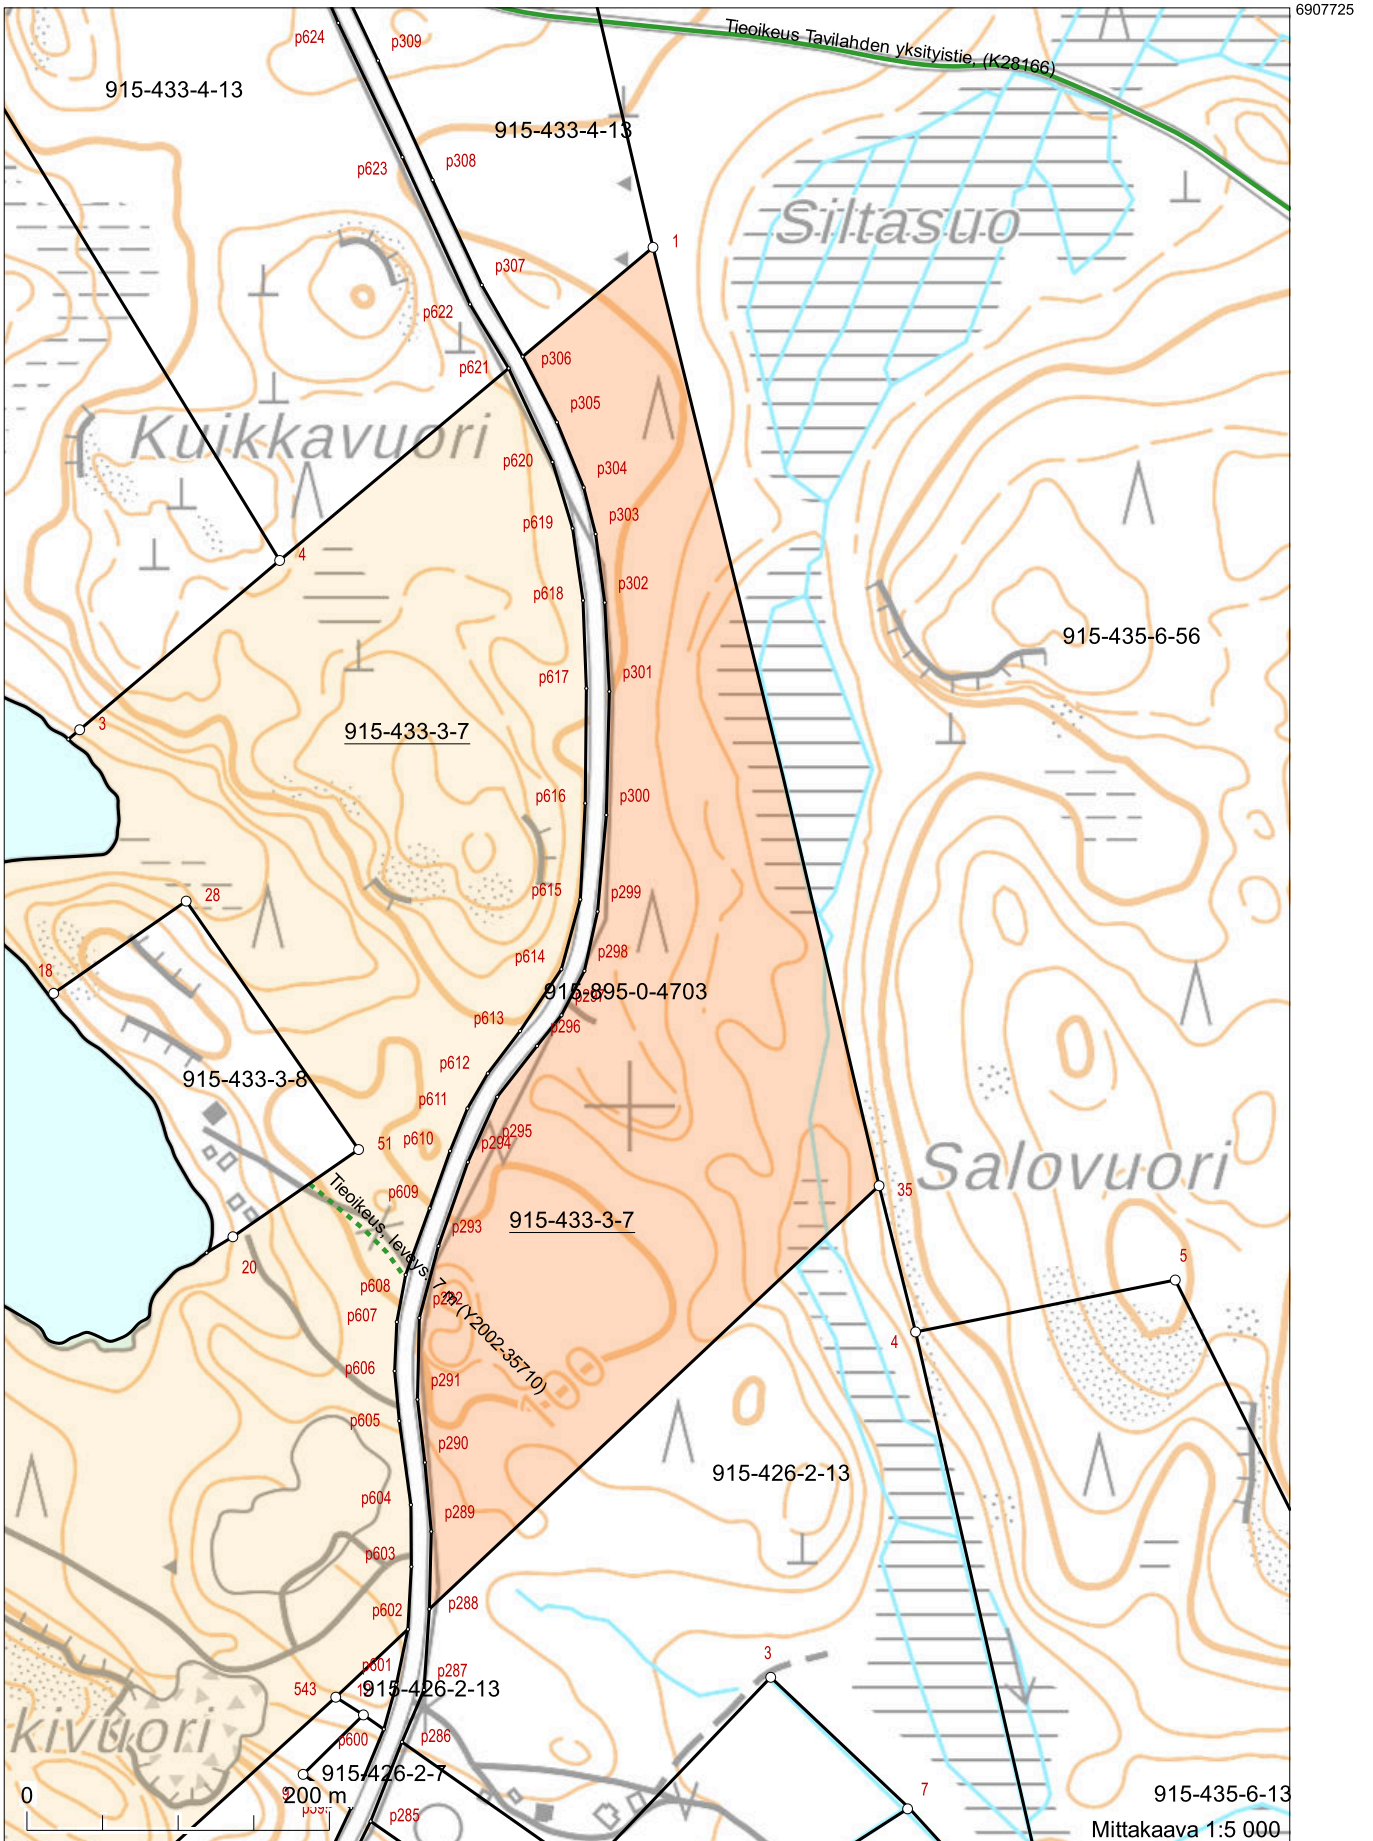 6907725
p624
p309
Tieoikeus Tavilahden yksityistie, (K28166)
915-433-4-13
915-433-4-13
p623
p308
Siltasuo
1
p307
p622
p306
p621
p305
Kuikkavuori
p620
p304
p619
p303
4
p618
p302
915-435-6-56
p617
p301
3
915-433-3-7
p616
p300
28
p615
p299
18
p614
p298
915-895-0-4703
p297
p613
p296
p612
915-433-3-8
p611
p295
p610
p294
51
Salovuori
35
p609
Tieoikeus, leveys 7 m (Y2002-35710)
p293
915-433-3-7
20
5
p608
p292
p607
4
p606
p291
100
p605
p290
915-426-2-13
p604
p289
p603
p602
p288
p601
p287
3
543
915-426-2-13
kivuori
p600
p286
915-426-2-7
9
0
200 m
p285
7
915-435-6-13
Mittakaava 1:5 000